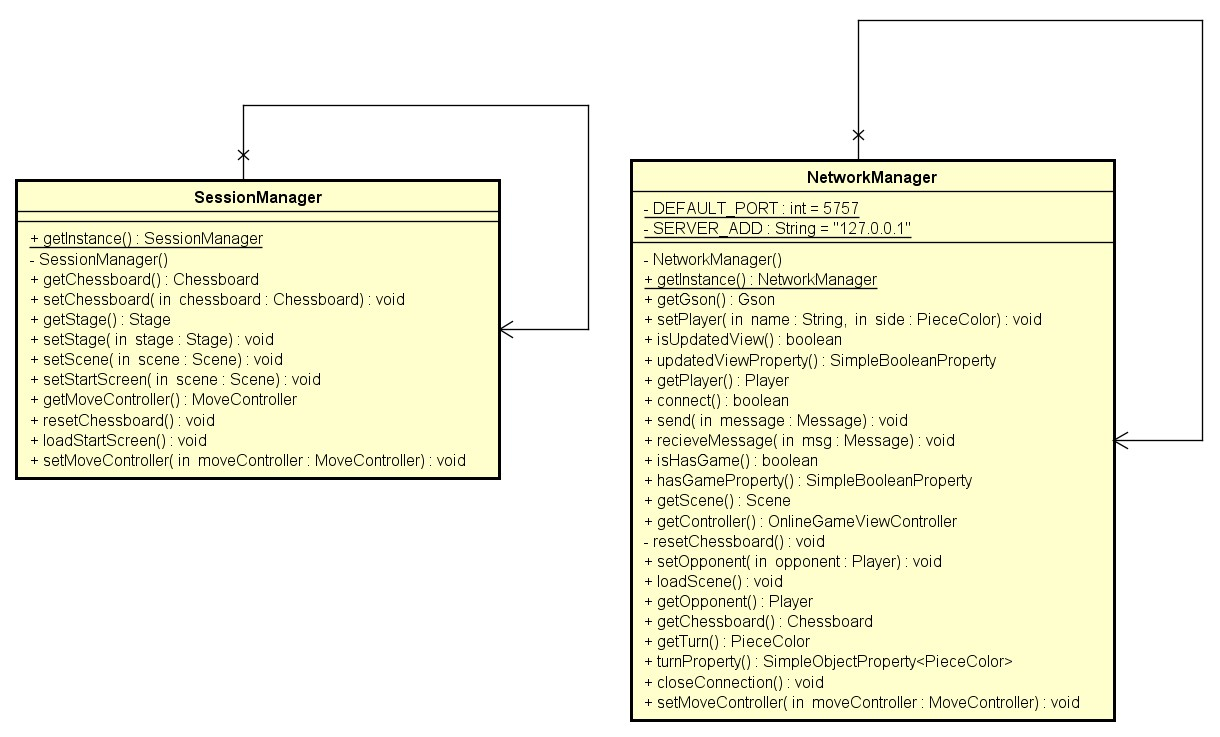 SessionManager
+ getInstance() : SessionManager
- SessionManager()
+ getChessboard() : Chessboard
+ setChessboard( in chessboard : Chessboard) : void
+ getStage() : Stage
+ setStage( in stage : Stage) : void
+ setScene( in scene : Scene) : void
+ setStartScreen( in scene : Scene) : void
+ getMoveController() : MoveController
+ resetChessboard() : void
+ loadStartScreen() : void
+ setMoveController( in moveController : MoveController) : void
NetworkManager
- DEFAULT_PORT : int = 5757
- SERVER_ADD : String = "127.0.0.1"
- NetworkManager()
+ getInstance() : NetworkManager
+ getGson() : Gson
+ setPlayer( in name : String, in side : PieceColor) : void
+ isUpdatedView() : boolean
+ updatedViewProperty() : SimpleBooleanProperty
+ getPlayer() : Player
+ connect() : boolean
+ send( in message : Message) : void
+ recieveMessage( in msg : Message) : void
+ isHasGame() : boolean
+ hasGameProperty() : SimpleBooleanProperty
+ getScene() : Scene
+ getController() : OnlineGameViewController
- resetChessboard() : void
+ setOpponent( in opponent : Player) : void
+ loadScene() : void
+ getOpponent() : Player
+ getChessboard() : Chessboard
+ getTurn() : PieceColor
+ turnProperty() : SimpleObjectProperty<PieceColor>
+ closeConnection() : void
+ setMoveController( in moveController : MoveController) : void